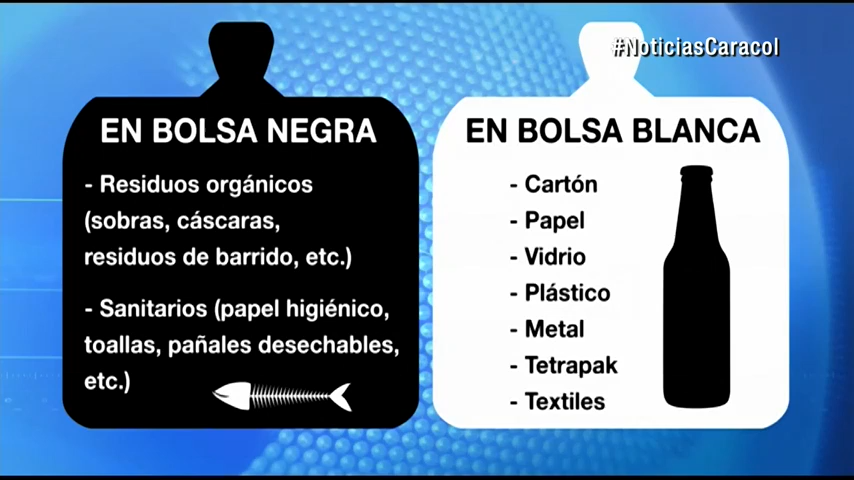 #NoticiasCaracol
EN BOLSA NEGRA
- Residuos orgánicos
(sobras, cáscaras,
residuos de barrido, etc.)
- Sanitarios (papel higiénico,
toallas, pañales desechables,
etc.)
EN BOLSA BLANCA
- Cartón
- Papel
- Vidrio
- Plástico
- Metal
- Tetrapak
- Textiles